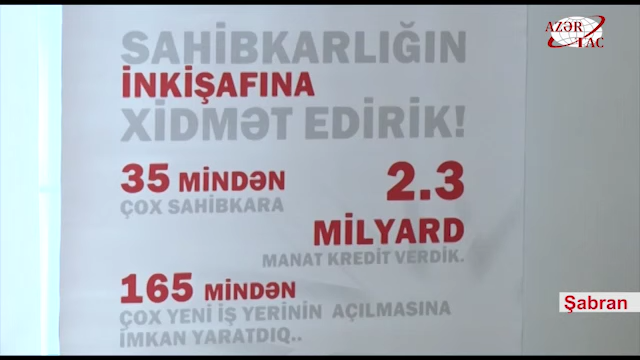 SAHİBKARLIĞIN
İNKİŞAFINA
XİDMƏT EDİRİK!
35 MİNDƏN
ÇOX SAHİBKARA
2.3
MİLYARD
MANAT KREDİT VERDİK.
165 MİNDƏN
ÇOX YENİ İŞ YERİNİN AÇILMASINA
İMKAN YARATDIQ..
AZƏR
TAC
Şabran